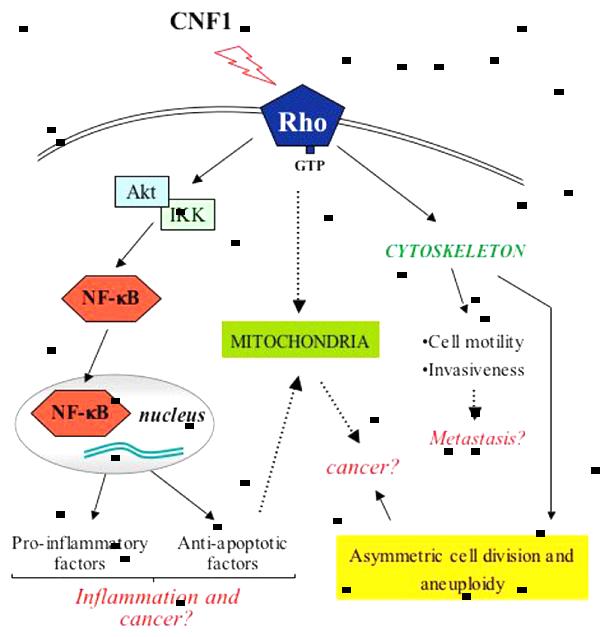 CNF1
Rho
GTP
Akt
IKK
CYTOSKELETON
NF-κB
MITOCHONDRIA
•Cell motility
•Invasiveness
NF-κB
nucleus
Metastasis?
cancer?
Pro-inflammatory
factors
Anti-apoptotic
factors
Asymmetric cell division and
aneuploidy
Inflammation and
cancer?